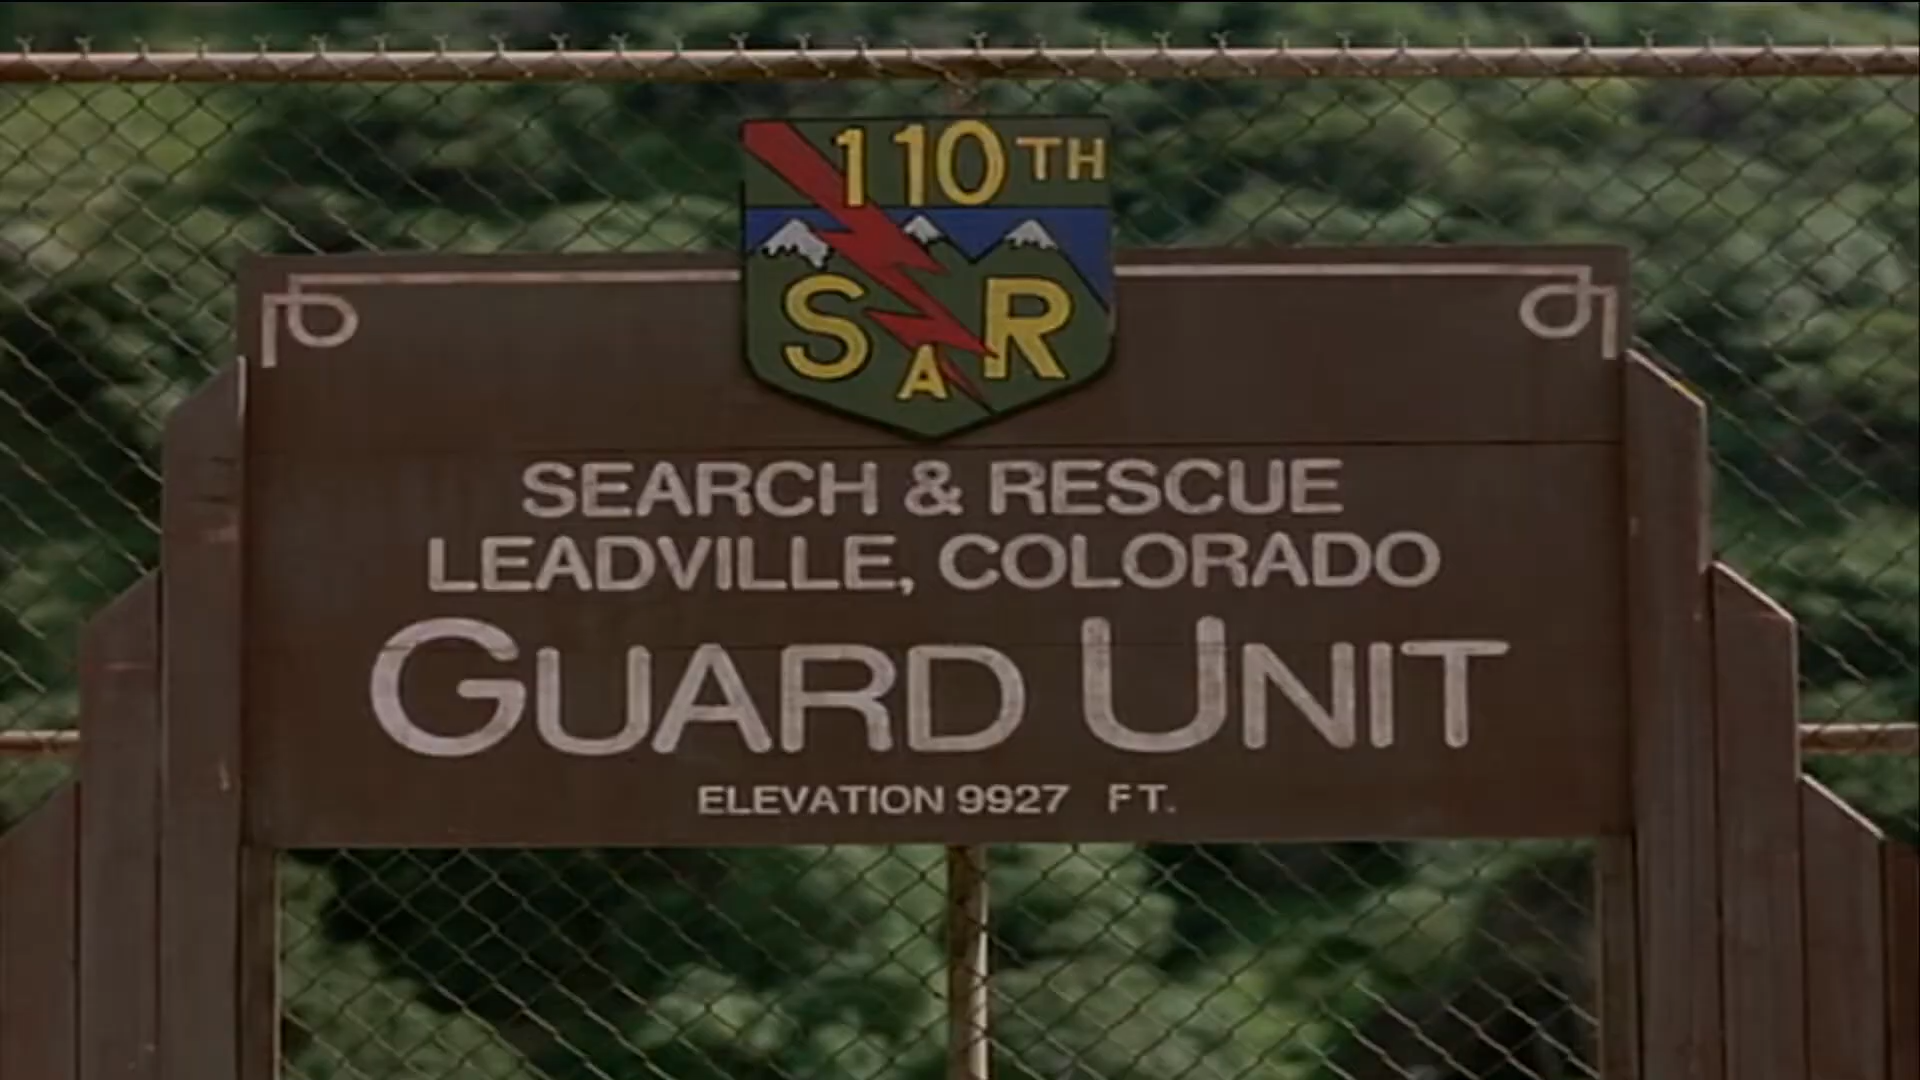 110TH
SAR
SEARCH & RESCUE
LEADVILLE, COLORADO
GUARD UNIT
ELEVATION 9927 FT.